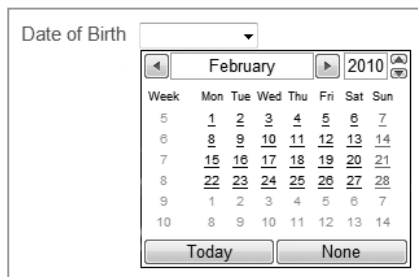 Date of Birth
February 2010
Week Mon Tue Wed Thu Fri Sat Sun
5 1 2 3 4 5 6 7
6 8 9 10 11 12 13 14
7 15 16 17 18 19 20 21
8 22 23 24 25 26 27 28
9 1 2 3 4 5 6 7
10 8 9 10 11 12 13 14
Today None